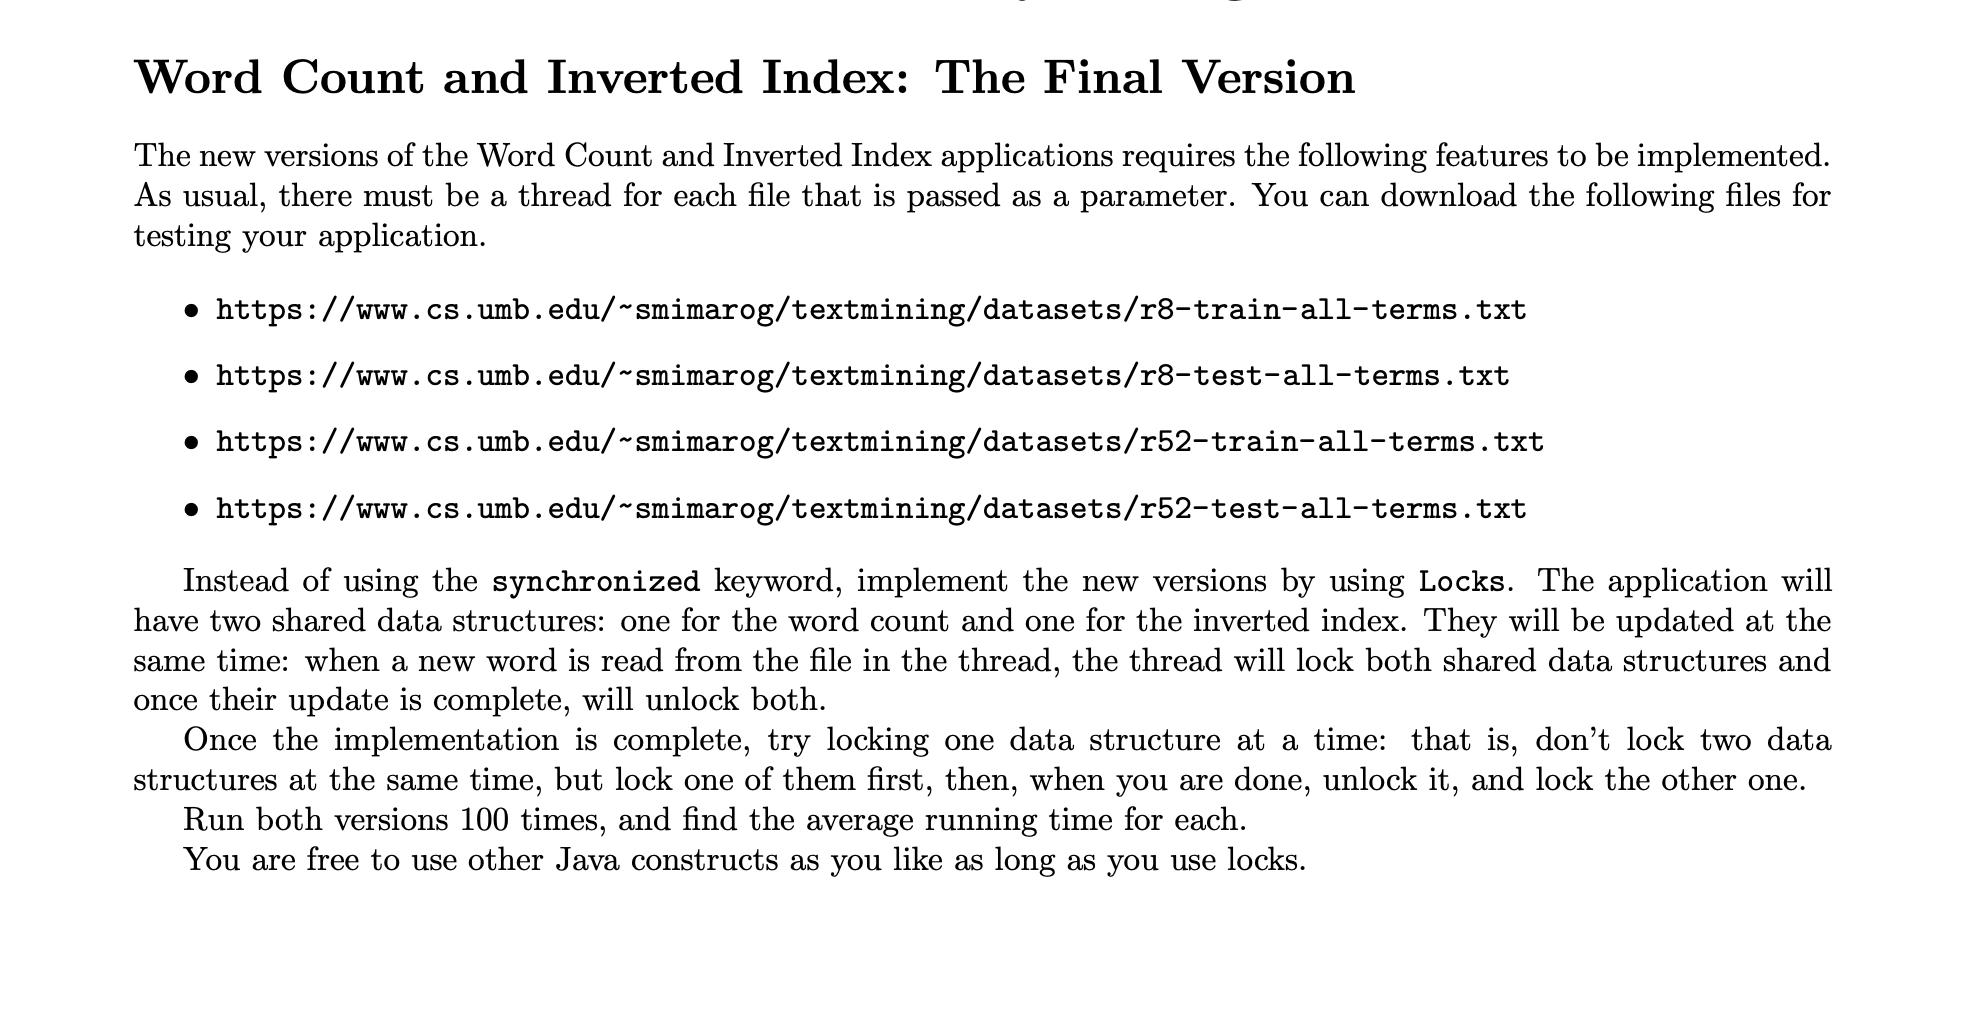 Word Count and Inverted Index: The Final Version
The new versions of the Word Count and Inverted Index applications requires the following features to be implemented.
As usual, there must be a thread for each file that is passed as a parameter. You can download the following files for
testing your application.
• https://www.cs.umb.edu/~smimarog/textmining/datasets/r8-train-all-terms.txt
• https://www.cs.umb.edu/~smimarog/textmining/datasets/r8-test-all-terms.txt
• https://www.cs.umb.edu/~smimarog/textmining/datasets/r52-train-all-terms.txt
• https://www.cs.umb.edu/~smimarog/textmining/datasets/r52-test-all-terms.txt
Instead of using the synchronized keyword, implement the new versions by using Locks. The application will
have two shared data structures: one for the word count and one for the inverted index. They will be updated at the
same time: when a new word is read from the file in the thread, the thread will lock both shared data structures and
once their update is complete, will unlock both.
Once the implementation is complete, try locking one data structure at a time: that is, don't lock two data
structures at the same time, but lock one of them first, then, when you are done, unlock it, and lock the other one.
Run both versions 100 times, and find the average running time for each.
You are free to use other Java constructs as you like as long as you use locks.